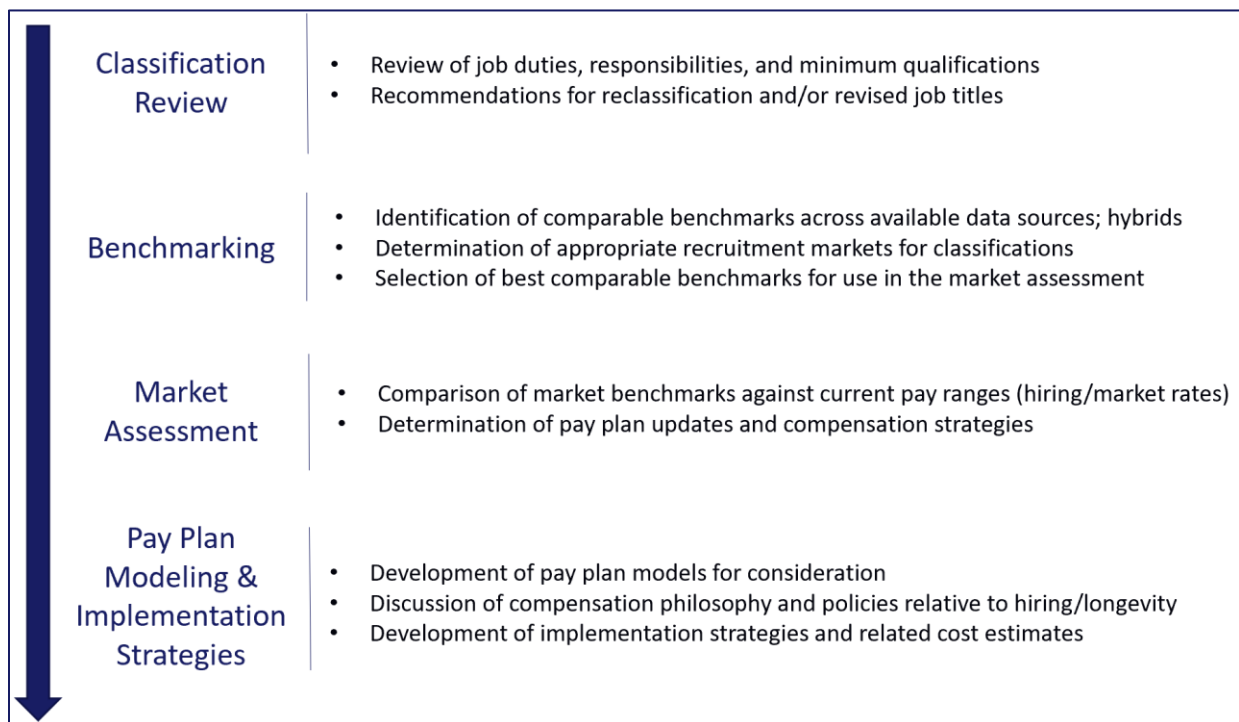 Classification
Review
• Review of job duties, responsibilities, and minimum qualifications
• Recommendations for reclassification and/or revised job titles
Benchmarking
• Identification of comparable benchmarks across available data sources; hybrids
• Determination of appropriate recruitment markets for classifications
• Selection of best comparable benchmarks for use in the market assessment
Market
Assessment
• Comparison of market benchmarks against current pay ranges (hiring/market rates)
• Determination of pay plan updates and compensation strategies
Pay Plan
Modeling &
Implementation
Strategies
• Development of pay plan models for consideration
• Discussion of compensation philosophy and policies relative to hiring/longevity
• Development of implementation strategies and related cost estimates